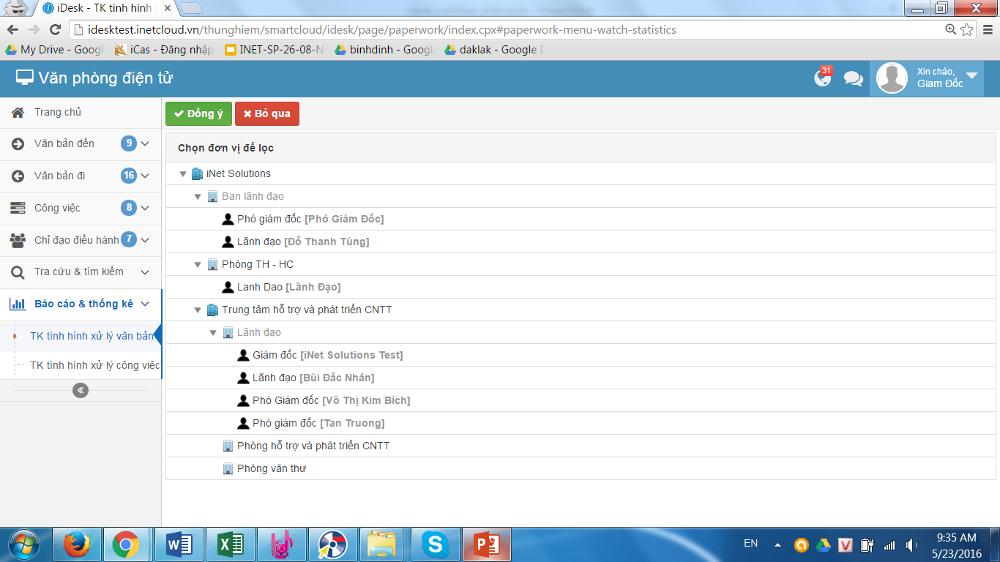 iDesk - TK tình hình x
idesktest.inetcloud.vn/thunghiem/smartcloud/idesk/page/paperwork/index.cpx#paperwork-menu-watch-statistics
My Drive - Googl
iCas - Đăng nhập
INET-SP-26-08-N
binhdinh - Googl
daklak - Google D
Văn phòng điện tử
31
Xin chào,
Giam Đốc
Trang chủ
Văn bản đến 9
Văn bản đi 16
Công việc 8
Chỉ đạo điều hành 7
Tra cứu & tìm kiếm
Báo cáo & thống kê
TK tình hình xử lý văn bản
TK tình hình xử lý công việc
Đồng ý
Bỏ qua
Chọn đơn vị để lọc
iNet Solutions
Ban lãnh đạo
Phó giám đốc [Phó Giám Đốc]
Lãnh đạo [Đỗ Thanh Tùng]
Phòng TH - HC
Lanh Dao [Lãnh Đạo]
Trung tâm hỗ trợ và phát triển CNTT
Lãnh đạo
Giám đốc [iNet Solutions Test]
Lãnh đạo [Bùi Đắc Nhân]
Phó Giám đốc [Võ Thị Kim Bích]
Phó giám đốc [Tan Truong]
Phòng hỗ trợ và phát triển CNTT
Phòng văn thư
EN
9:35 AM
5/23/2016